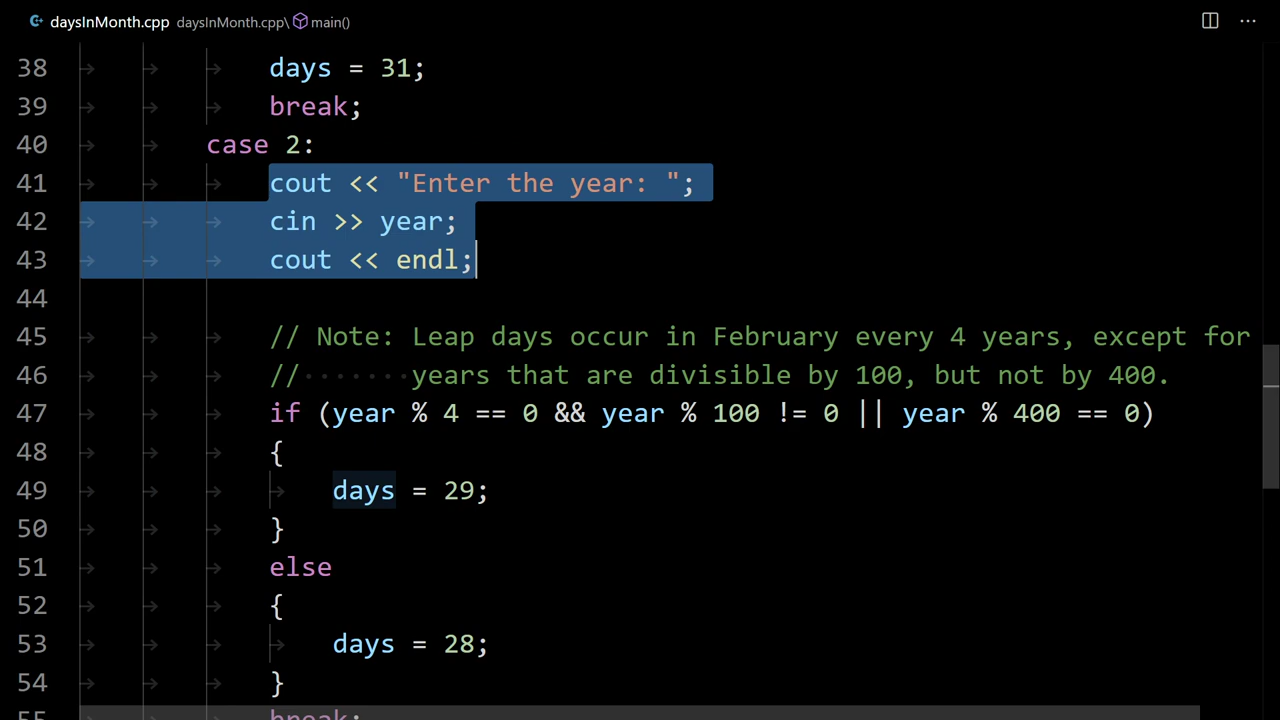 daysInMonth.cpp daysInMonth.cpp\ main()
38 days = 31;
39 break;
40 case 2:
41 cout << "Enter the year: ";
42 cin >> year;
43 cout << endl;
44
45 // Note: Leap days occur in February every 4 years, except for
46 // years that are divisible by 100, but not by 400.
47 if (year % 4 == 0 && year % 100 != 0 || year % 400 == 0)
48 {
49 days = 29;
50 }
51 else
52 {
53 days = 28;
54 }
55 break;